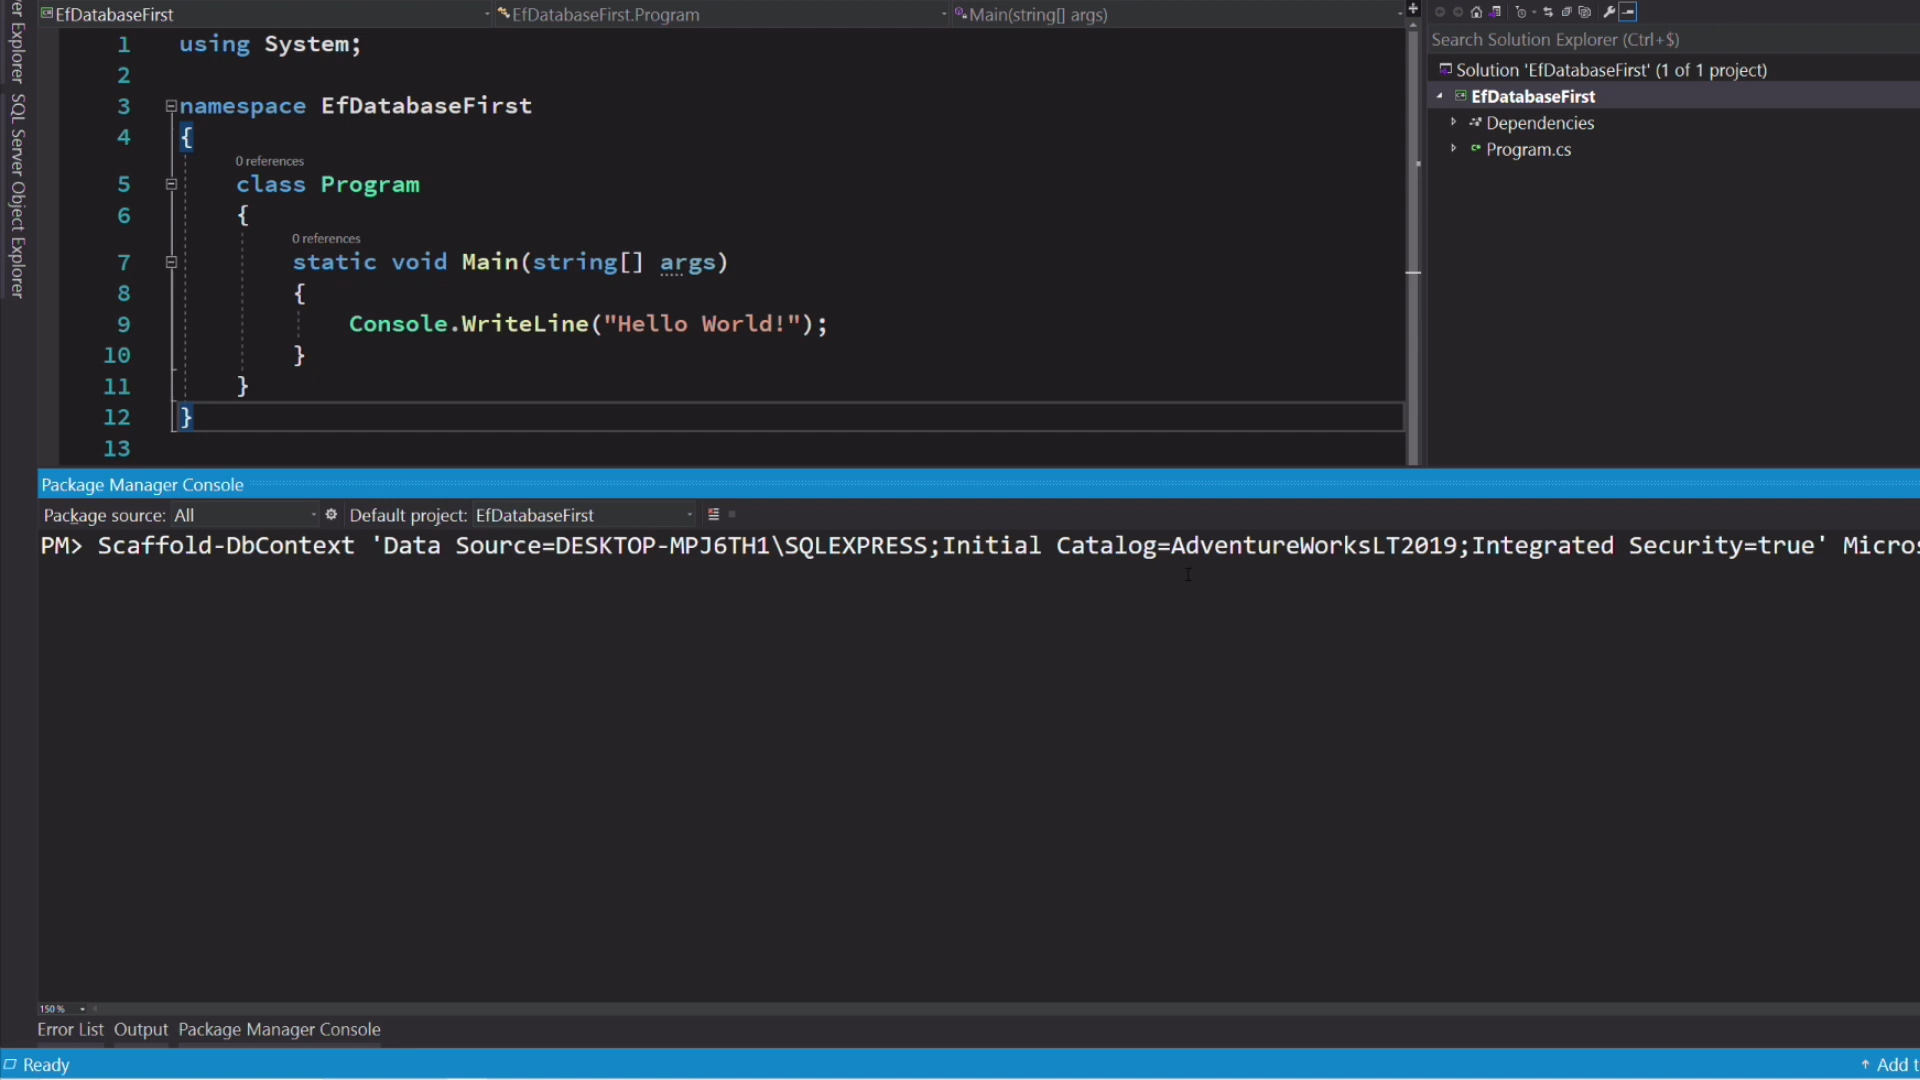 er Explorer
SQL Server Object Explorer
EfDatabaseFirst
EfDatabaseFirst.Program
Main(string[] args)
1 using System;
2
3 namespace EfDatabaseFirst
4 {
0 references
5 class Program
6 {
0 references
7 static void Main(string[] args)
8 {
9 Console.WriteLine("Hello World!");
10 }
11 }
12 }
13
Search Solution Explorer (Ctrl+$)
Solution 'EfDatabaseFirst' (1 of 1 project)
EfDatabaseFirst
Dependencies
C# Program.cs
Package Manager Console
Package source: All
Default project: EfDatabaseFirst
PM> Scaffold-DbContext 'Data Source=DESKTOP-MPJ6TH1\SQLEXPRESS;Initial Catalog=AdventureWorksLT2019;Integrated Security=true' Micros
150 %
Error List Output Package Manager Console
Ready
Add t